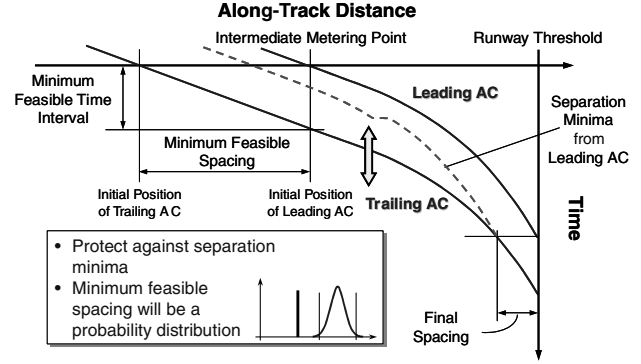 Along-Track Distance
Intermediate Metering Point
Runway Threshold
Minimum
Feasible Time
Interval
Leading AC
Separation
Minima
from
Leading AC
Minimum Feasible
Spacing
Initial Position
of Trailing A C
Initial Position
of Leading AC
Trailing AC
Time
• Protect against separation
minima
• Minimum feasible
spacing will be a
probability distribution
Final
Spacing